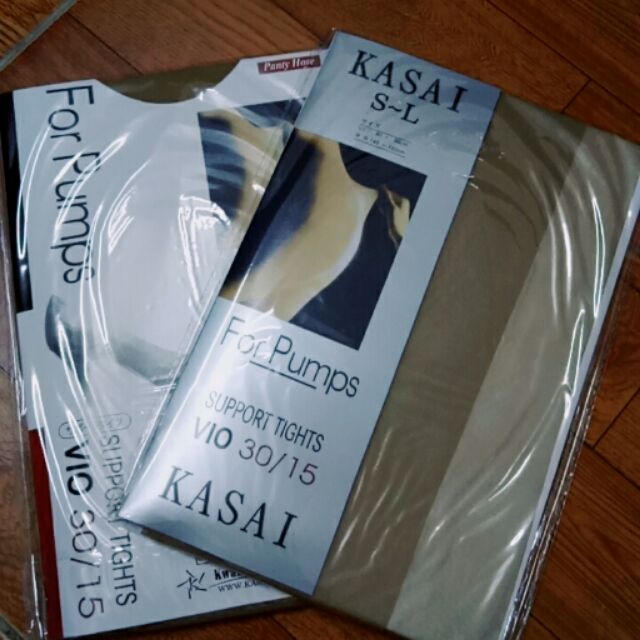 Panty Hose
For Pumps
SUPPORT TIGHTS
VIO 30/15
KASAI
S~L
For Pumps
SUPPORT TIGHTS
VIO 30/15
KASAI